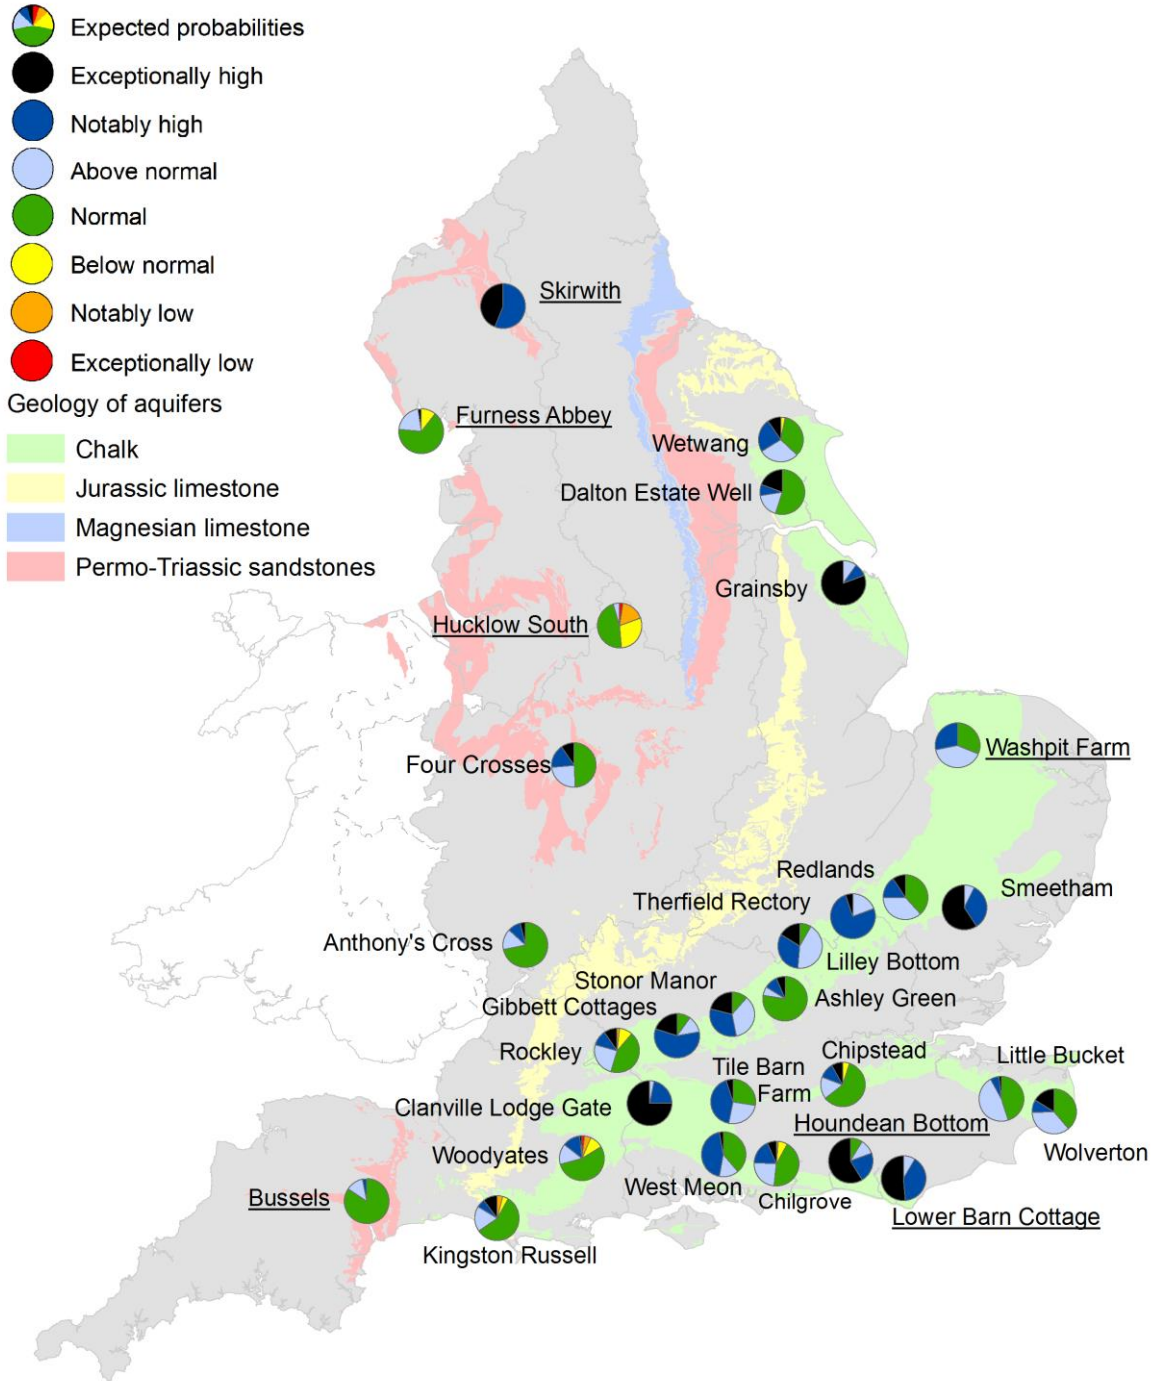 Expected probabilities
Exceptionally high
Notably high
Above normal
Normal
Below normal
Notably low
Exceptionally low
Geology of aquifers
Chalk
Jurassic limestone
Magnesian limestone
Permo-Triassic sandstones
Skirwith
Furness Abbey
Wetwang
Dalton Estate Well
Grainsby
Hucklow South
Four Crosses
Washpit Farm
Redlands
Smeetham
Therfield Rectory
Anthony's Cross
Lilley Bottom
Stonor Manor
Ashley Green
Gibbett Cottages
Rockley
Chipstead
Little Bucket
Tile Barn
Farm
Clanville Lodge Gate
Houndean Bottom
Wolverton
Woodyates
West Meon
Chilgrove
Bussels
Lower Barn Cottage
Kingston Russell